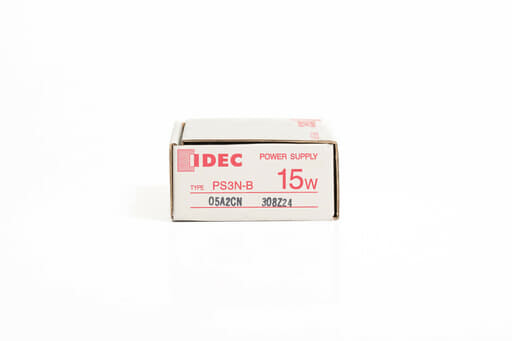 IDEC POWER SUPPLY
TYPE PS3N-B 15W
05A2CN 308Z24